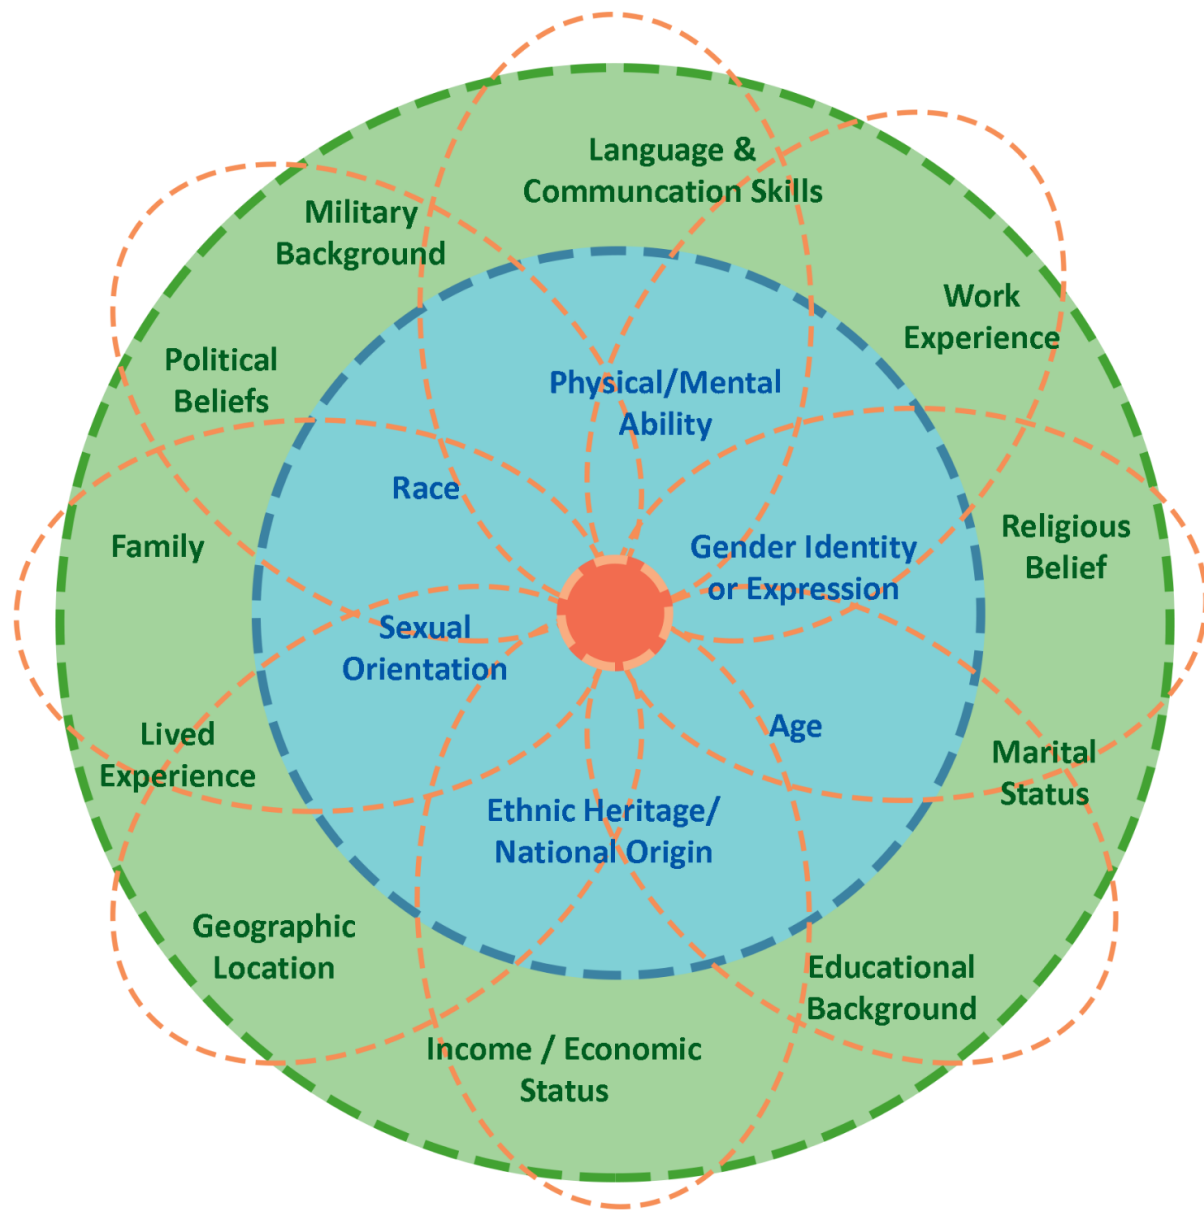 Language &
Communcation Skills
Military
Background
Work
Experience
Political
Beliefs
Physical/Mental
Ability
Race
Family
Gender Identity
or Expression
Religious
Belief
Sexual
Orientation
Lived
Experience
Age
Marital
Status
Ethnic Heritage/
National Origin
Geographic
Location
Educational
Background
Income / Economic
Status